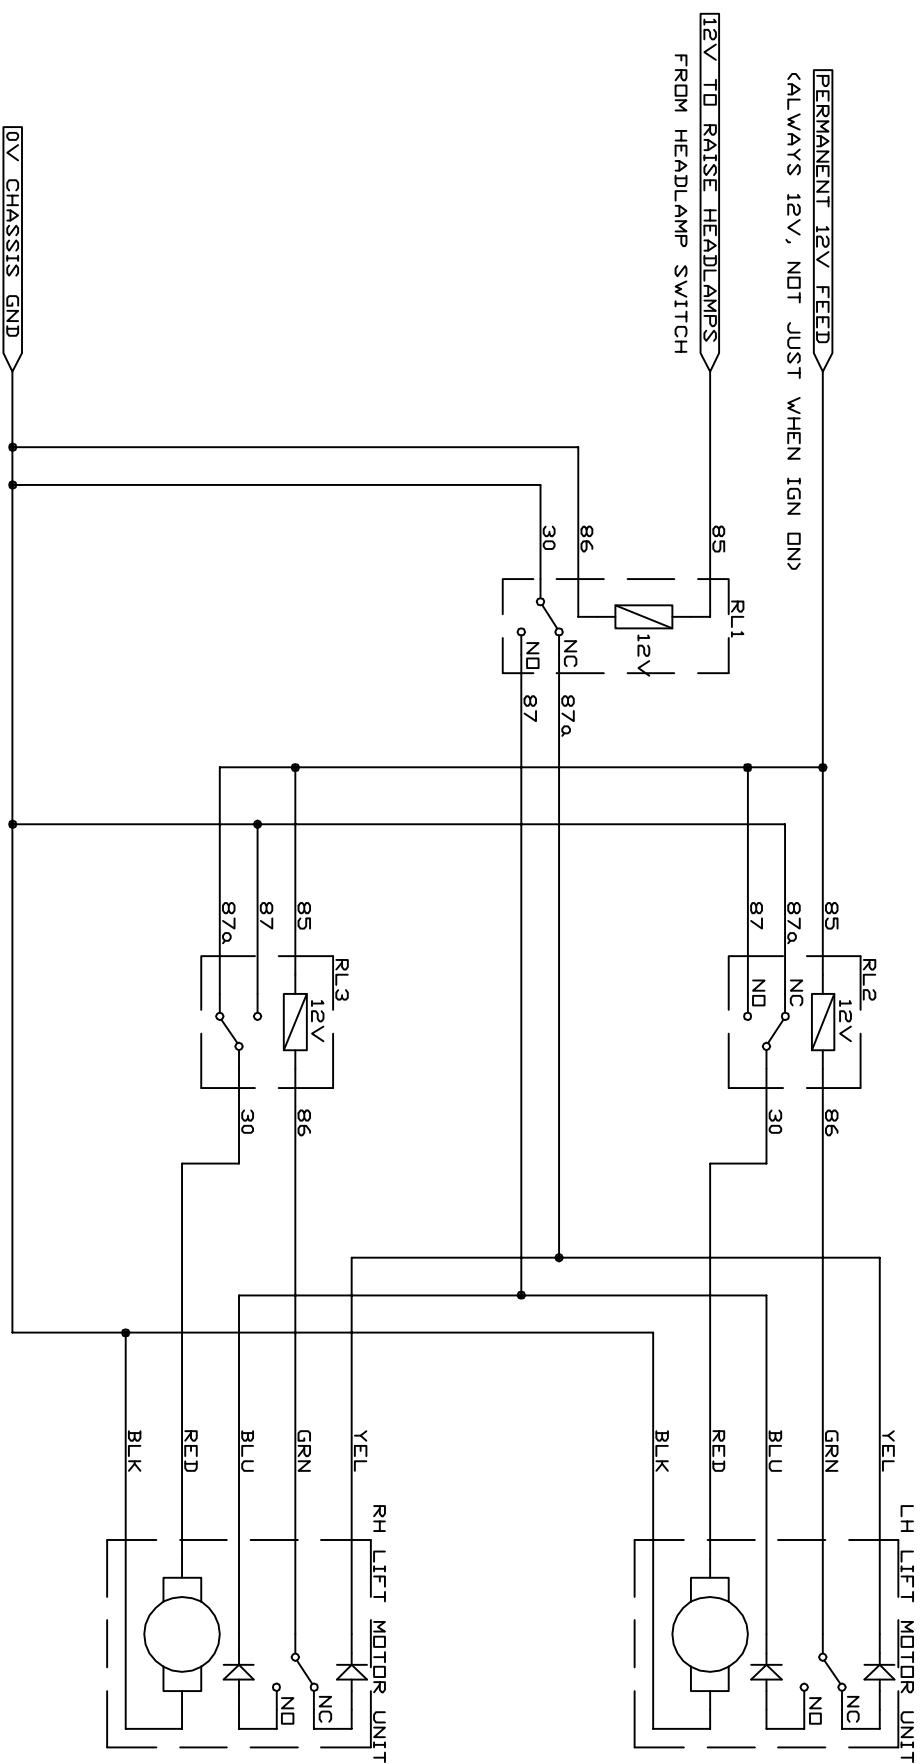 LH LIFT MOTOR UNIT
YEL
RL2
12V
NC
PERMANENT 12V FEED
85
86
GRN
NO
(ALWAYS 12V, NOT JUST WHEN IGN ON)
87a
NC
30
BLU
87
NO
RL1
12V TO RAISE HEADLAMPS
85
RED
FROM HEADLAMP SWITCH
BLK
12V
86
NC
87a
30
NO
87
RH LIFT MOTOR UNIT
YEL
RL3
12V
NC
85
86
GRN
NO
87
30
BLU
87a
RED
BLK
0V CHASSIS GND